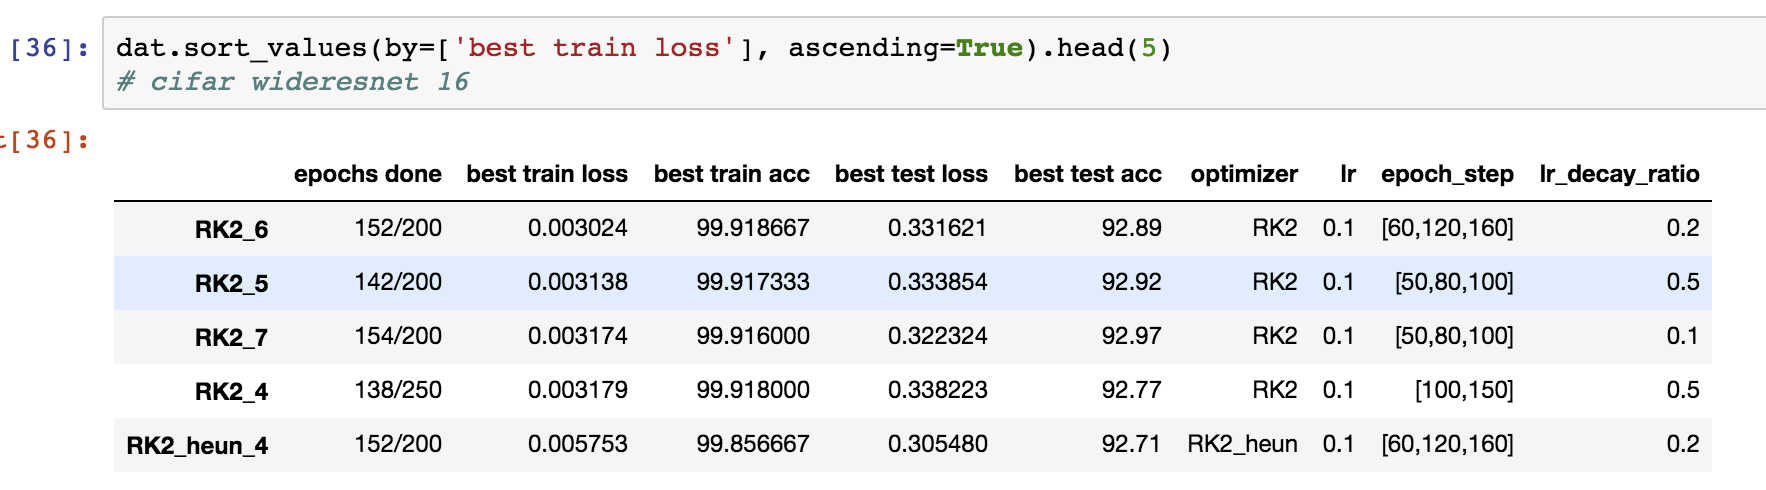 [36]: dat.sort_values(by=['best train loss'], ascending=True).head(5)
# cifar wideresnet 16
t[36]:
epochs done best train loss best train acc best test loss best test acc optimizer lr epoch_step lr_decay_ratio
RK2_6 152/200 0.003024 99.918667 0.331621 92.89 RK2 0.1 [60,120,160] 0.2
RK2_5 142/200 0.003138 99.917333 0.333854 92.92 RK2 0.1 [50,80,100] 0.5
RK2_7 154/200 0.003174 99.916000 0.322324 92.97 RK2 0.1 [50,80,100] 0.1
RK2_4 138/250 0.003179 99.918000 0.338223 92.77 RK2 0.1 [100,150] 0.5
RK2_heun_4 152/200 0.005753 99.856667 0.305480 92.71 RK2_heun 0.1 [60,120,160] 0.2